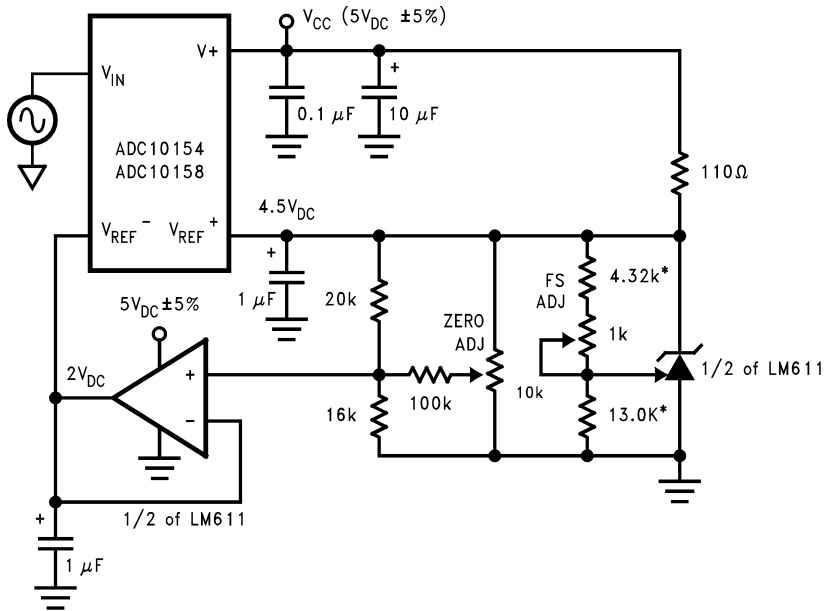 V_CC (5V_DC ±5%)
V+
V_IN
0.1 µF
10 µF
ADC10154
ADC10158
110Ω
4.5V_DC
V_REF⁻
V_REF⁺
4.32k*
FS
ADJ
5V_DC ±5%
1 µF
20k
ZERO
ADJ
1k
2V_DC
+
-
100k
10k
1/2 of LM611
16k
13.0K*
+
1/2 of LM611
1 µF